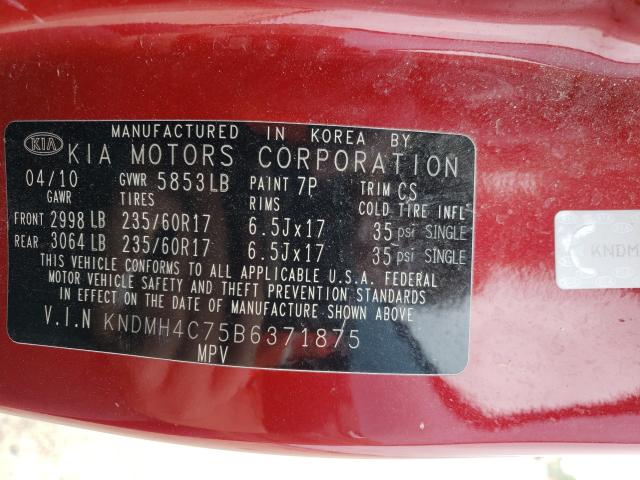 MANUFACTURED IN KOREA BY
KIA KIA MOTORS CORPORATION
04/10 GVWR 5853LB PAINT 7P TRIM CS
GAWR TIRES RIMS COLD TIRE INFL
FRONT 2998 LB 235/60R17 6.5Jx17 35 psi SINGLE
REAR 3064 LB 235/60R17 6.5Jx17 35 psi SINGLE
THIS VEHICLE CONFORMS TO ALL APPLICABLE U.S.A. FEDERAL
MOTOR VEHICLE SAFETY AND THEFT PREVENTION STANDARDS
IN EFFECT ON THE DATE OF MANUFACTURE SHOWN ABOVE
V.I.N KNDMH4C75B6371875
MPV
KNDM